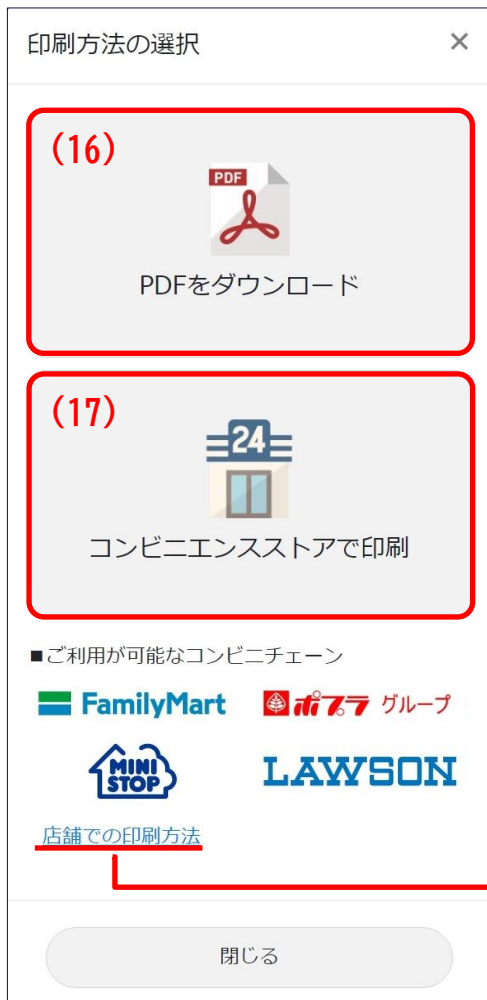 印刷方法の選択 ×
(16)
PDF
PDFをダウンロード
(17)
24
コンビニエンスストアで印刷
■ご利用が可能なコンビニチェーン
FamilyMart ポプラ グループ
MINI
STOP
LAWSON
店舗での印刷方法
閉じる